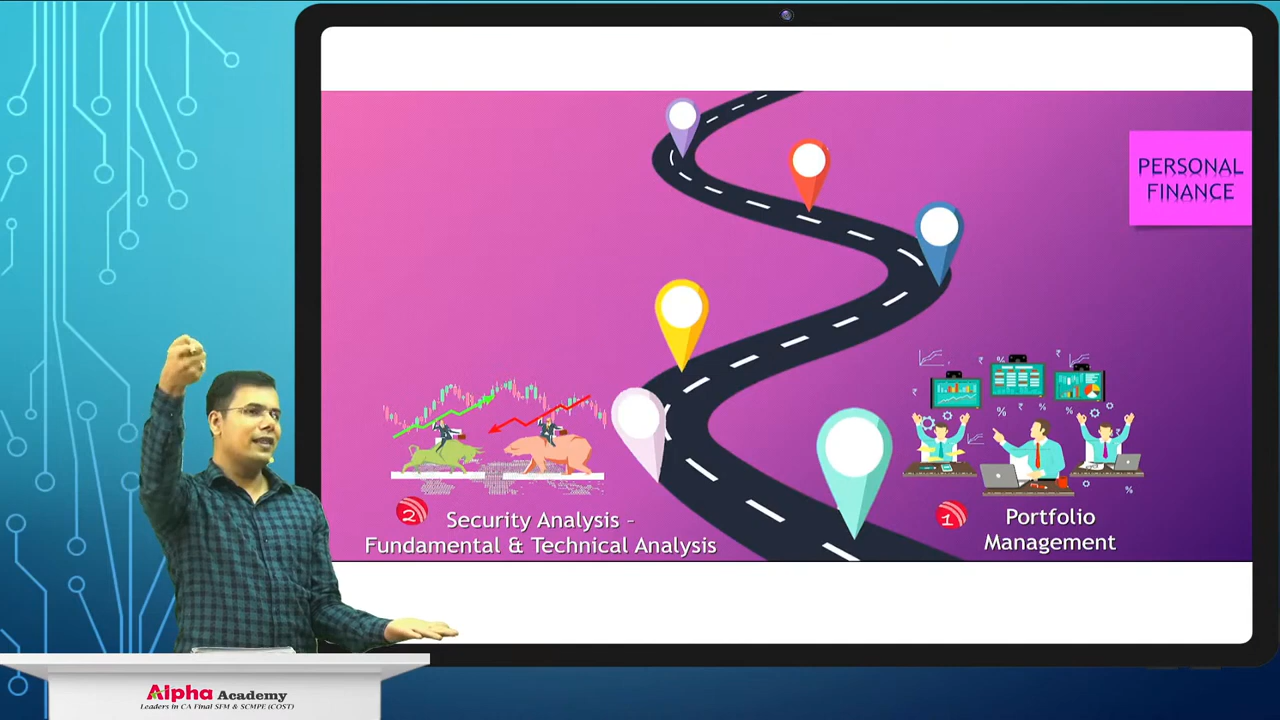 PERSONAL
FINANCE
2
Security Analysis –
Fundamental & Technical Analysis
1
Portfolio
Management
Alpha Academy
Leaders in CA Final SFM & SCMPE (COST)